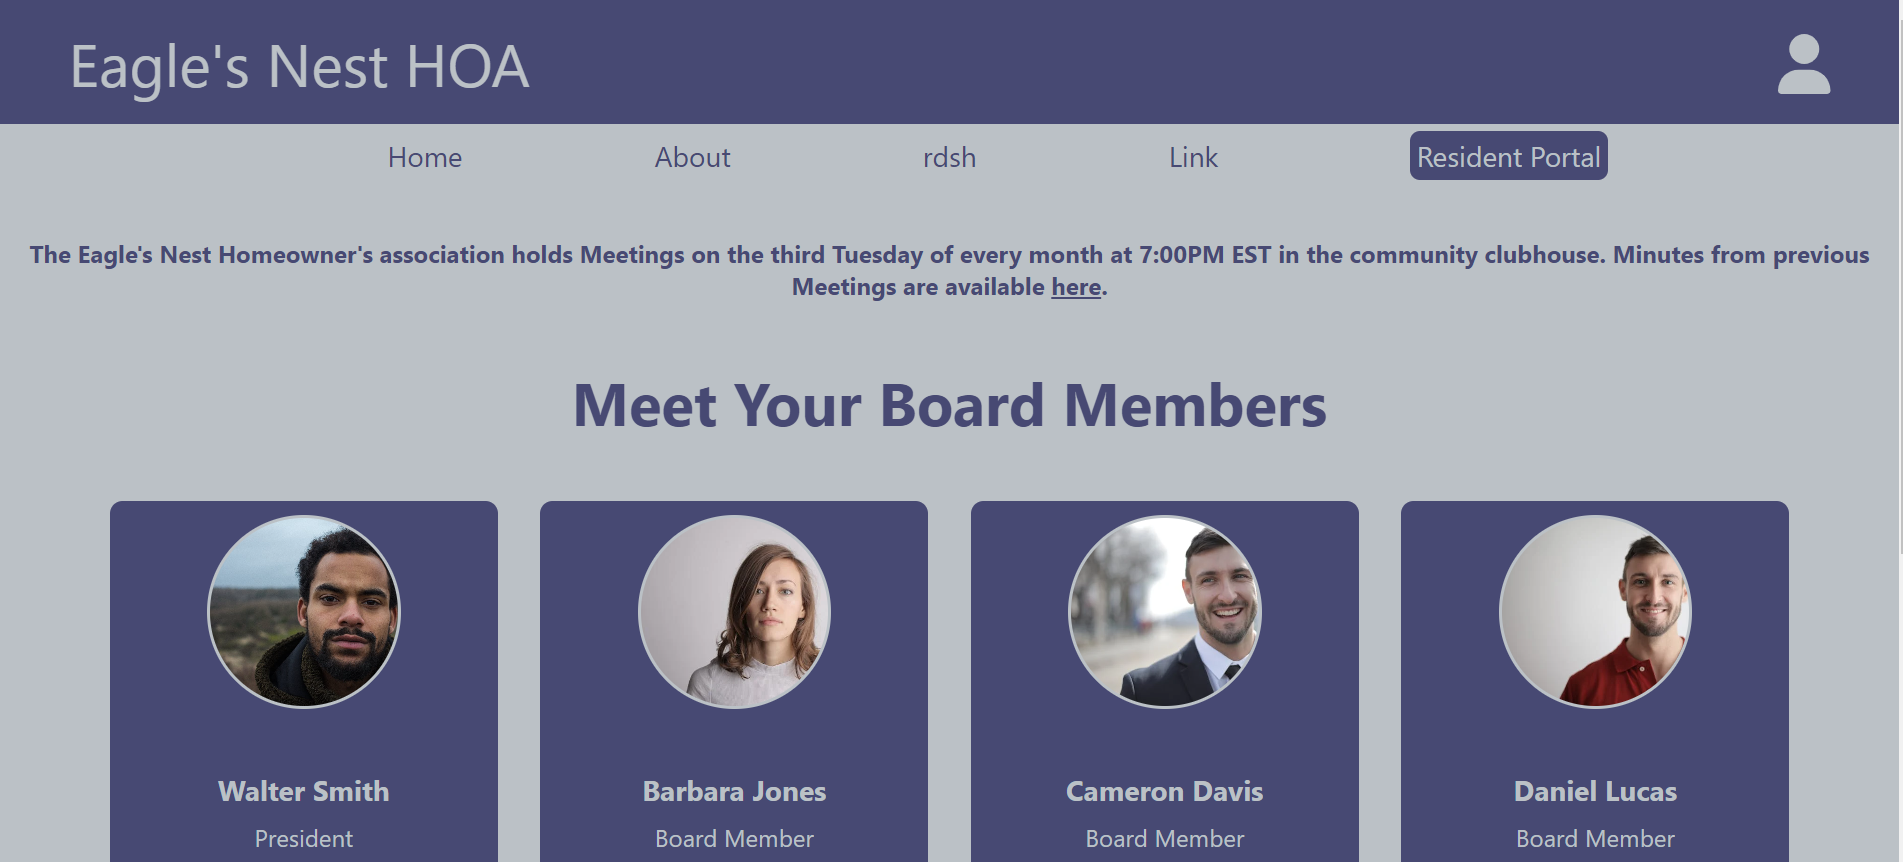 Eagle's Nest HOA
Home About rdsh Link Resident Portal
The Eagle's Nest Homeowner's association holds Meetings on the third Tuesday of every month at 7:00PM EST in the community clubhouse. Minutes from previous
Meetings are available here.
Meet Your Board Members
Walter Smith Barbara Jones Cameron Davis Daniel Lucas
President Board Member Board Member Board Member